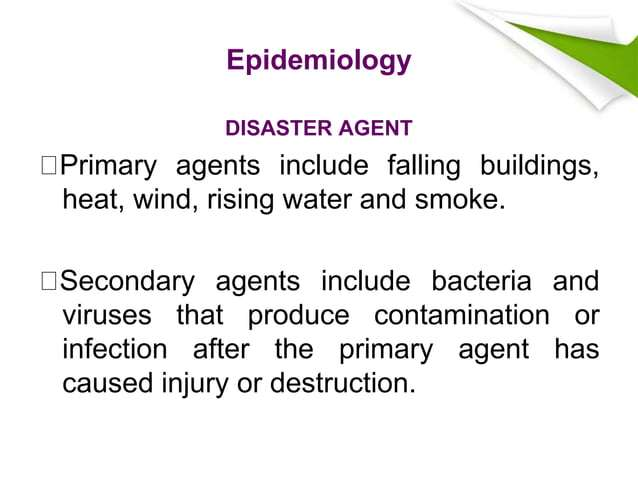 Epidemiology
DISASTER AGENT
Primary agents include falling buildings,
heat, wind, rising water and smoke.
Secondary agents include bacteria and
viruses that produce contamination or
infection after the primary agent has
caused injury or destruction.